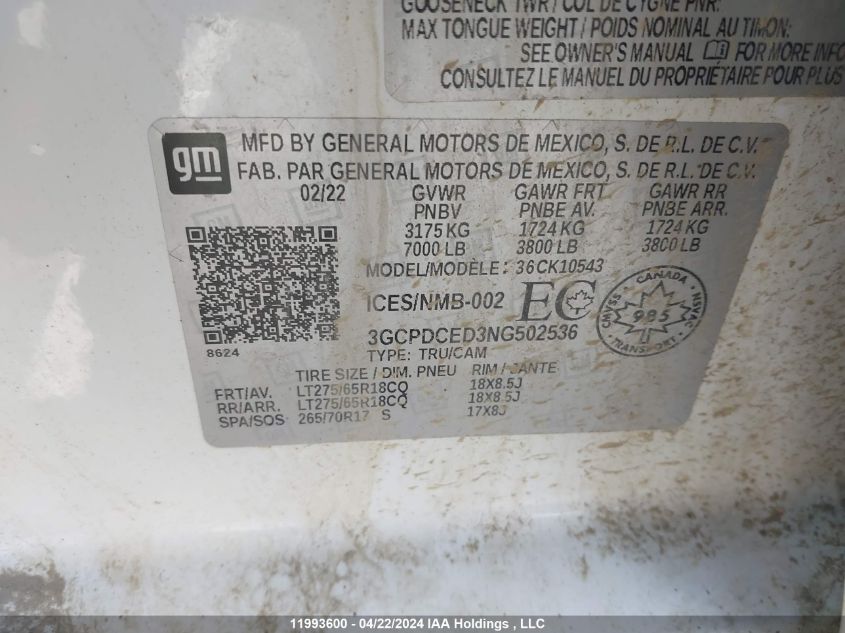 GOOSENECK TWR / COL DE CYGNE PNR:
MAX TONGUE WEIGHT / POIDS NOMINAL AU TIMON:
SEE OWNER'S MANUAL FOR MORE INFO
CONSULTEZ LE MANUEL DU PROPRIÉTAIRE POUR PLUS
gm
MFD BY GENERAL MOTORS DE MEXICO, S. DE R.L. DE C.V.
FAB. PAR GENERAL MOTORS DE MEXICO, S. DE R.L. DE C.V.
02/22 GVWR GAWR FRT GAWR RR
PNBV PNBE AV. PNBE ARR.
3175 KG 1724 KG 1724 KG
7000 LB 3800 LB 3800 LB
MODEL/MODÈLE: 36CK10543
ICES/NMB-002 EC
CANADA CMVSS NSVAC 985 TRANSPORT
3GCPDCED3NG502536
8624
TYPE: TRU/CAM
TIRE SIZE / DIM. PNEU RIM / JANTE
FRT/AV. LT275/65R18CQ 18X8.5J
RR/ARR. LT275/65R18CQ 18X8.5J
SPA/SOS 265/70R17 S 17X8J
11993600 - 04/22/2024 IAA Holdings, LLC